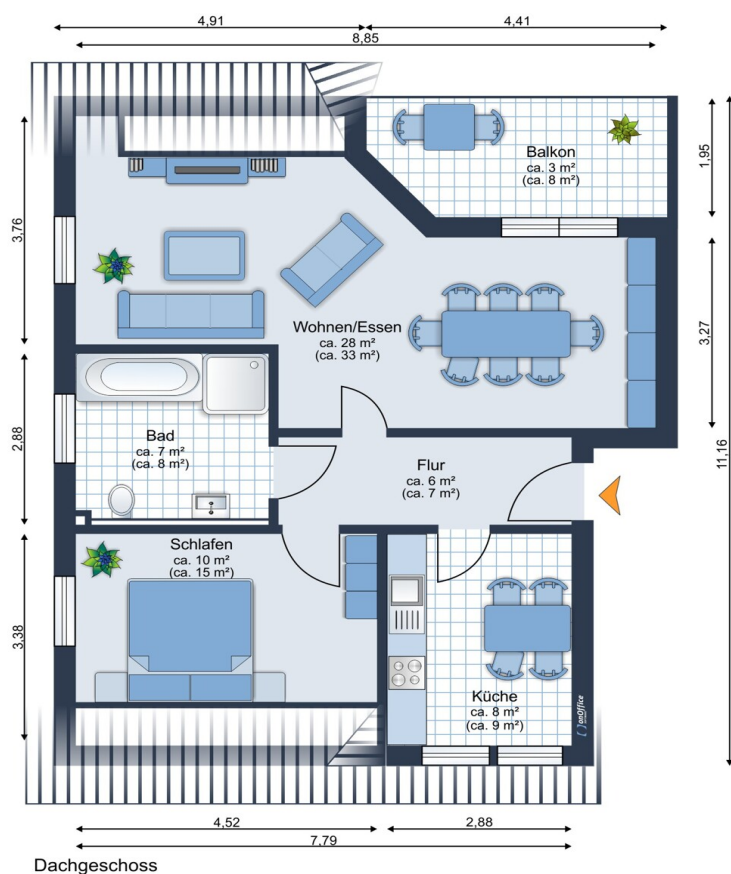 4,91
4,41
8,85
Balkon
ca. 3 m²
(ca. 8 m²)
1,95
3,76
Wohnen/Essen
ca. 28 m²
(ca. 33 m²)
3,27
2,88
Bad
ca. 7 m²
(ca. 8 m²)
Flur
ca. 6 m²
(ca. 7 m²)
11,16
Schlafen
ca. 10 m²
(ca. 15 m²)
3,38
Küche
ca. 8 m²
(ca. 9 m²)
onOffice
4,52
2,88
7,79
Dachgeschoss